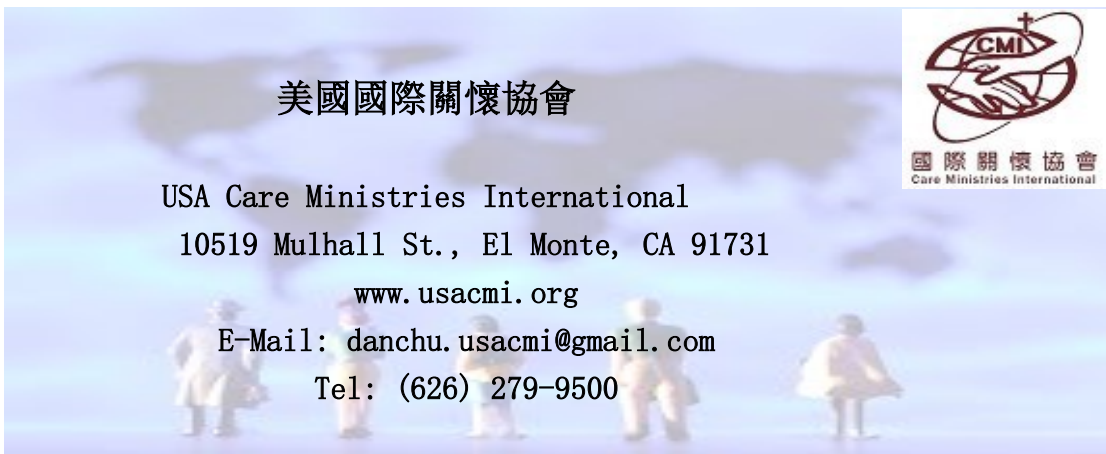 美國國際關懷協會
USA Care Ministries International
10519 Mulhall St., El Monte, CA 91731
www.usacmi.org
E-Mail: danchu.usacmi@gmail.com
Tel: (626) 279-9500
CMI
國際關懷協會
Care Ministries International